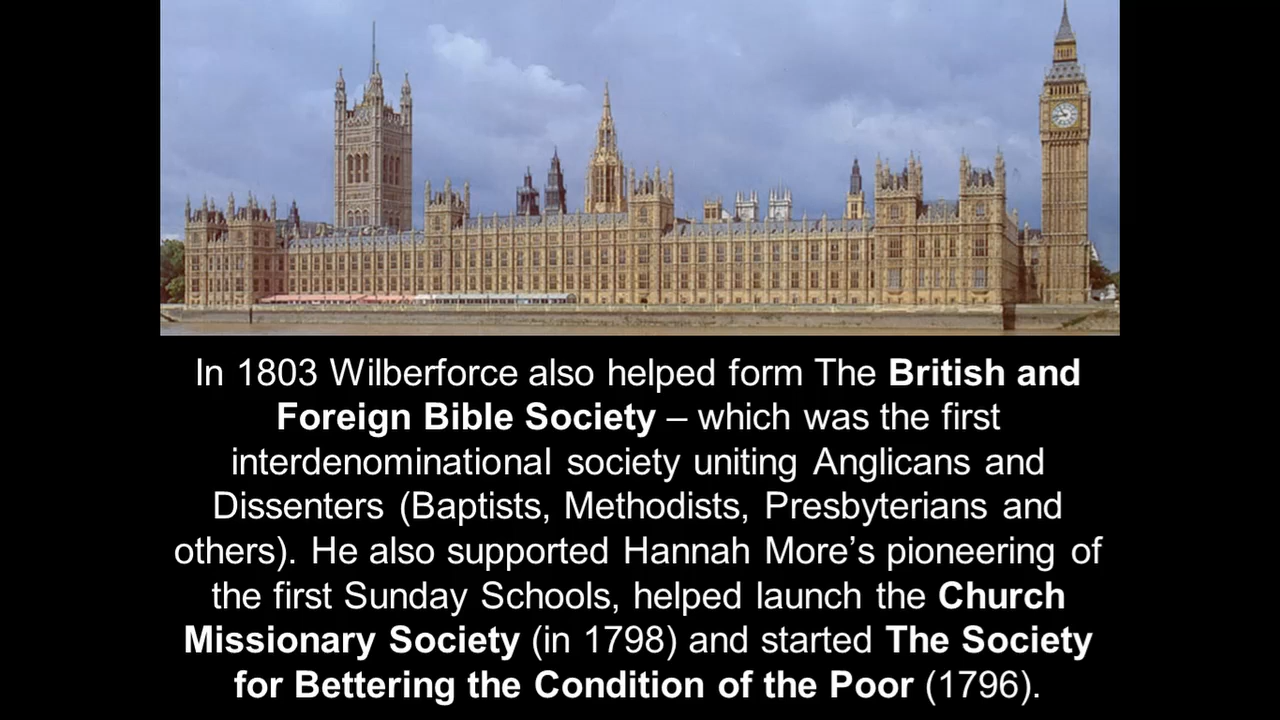 In 1803 Wilberforce also helped form The British and
Foreign Bible Society – which was the first
interdenominational society uniting Anglicans and
Dissenters (Baptists, Methodists, Presbyterians and
others). He also supported Hannah More’s pioneering of
the first Sunday Schools, helped launch the Church
Missionary Society (in 1798) and started The Society
for Bettering the Condition of the Poor (1796).